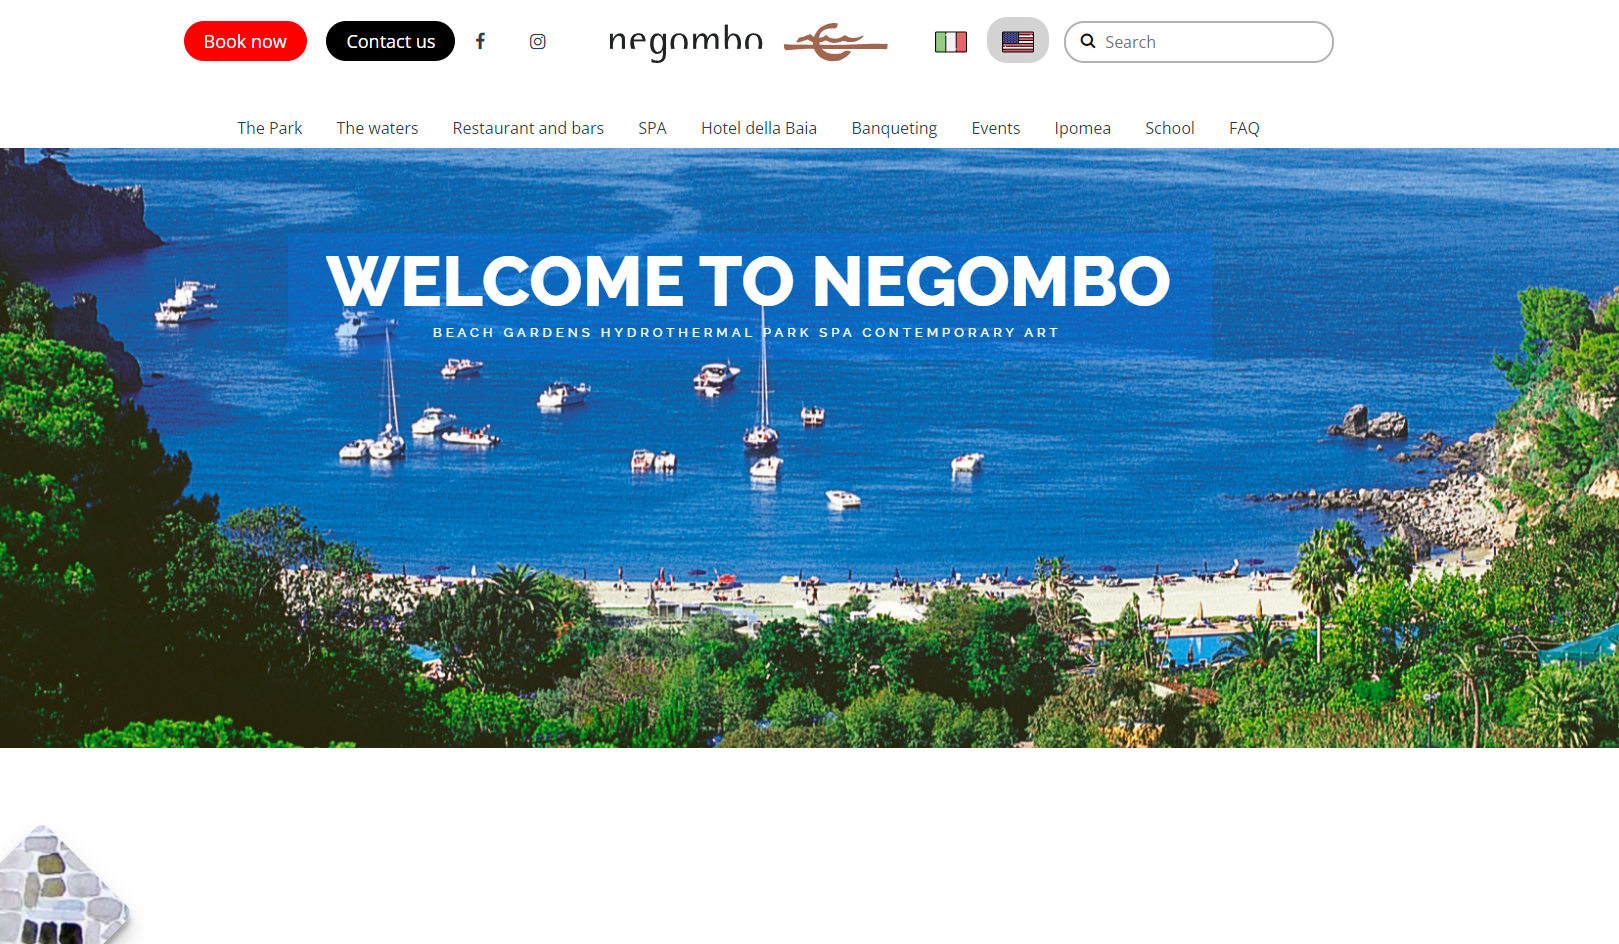 Book now
Contact us
negombo
Search
The Park
The waters
Restaurant and bars
SPA
Hotel della Baia
Banqueting
Events
Ipomea
School
FAQ
WELCOME TO NEGOMBO
BEACH GARDENS HYDROTHERMAL PARK SPA CONTEMPORARY ART